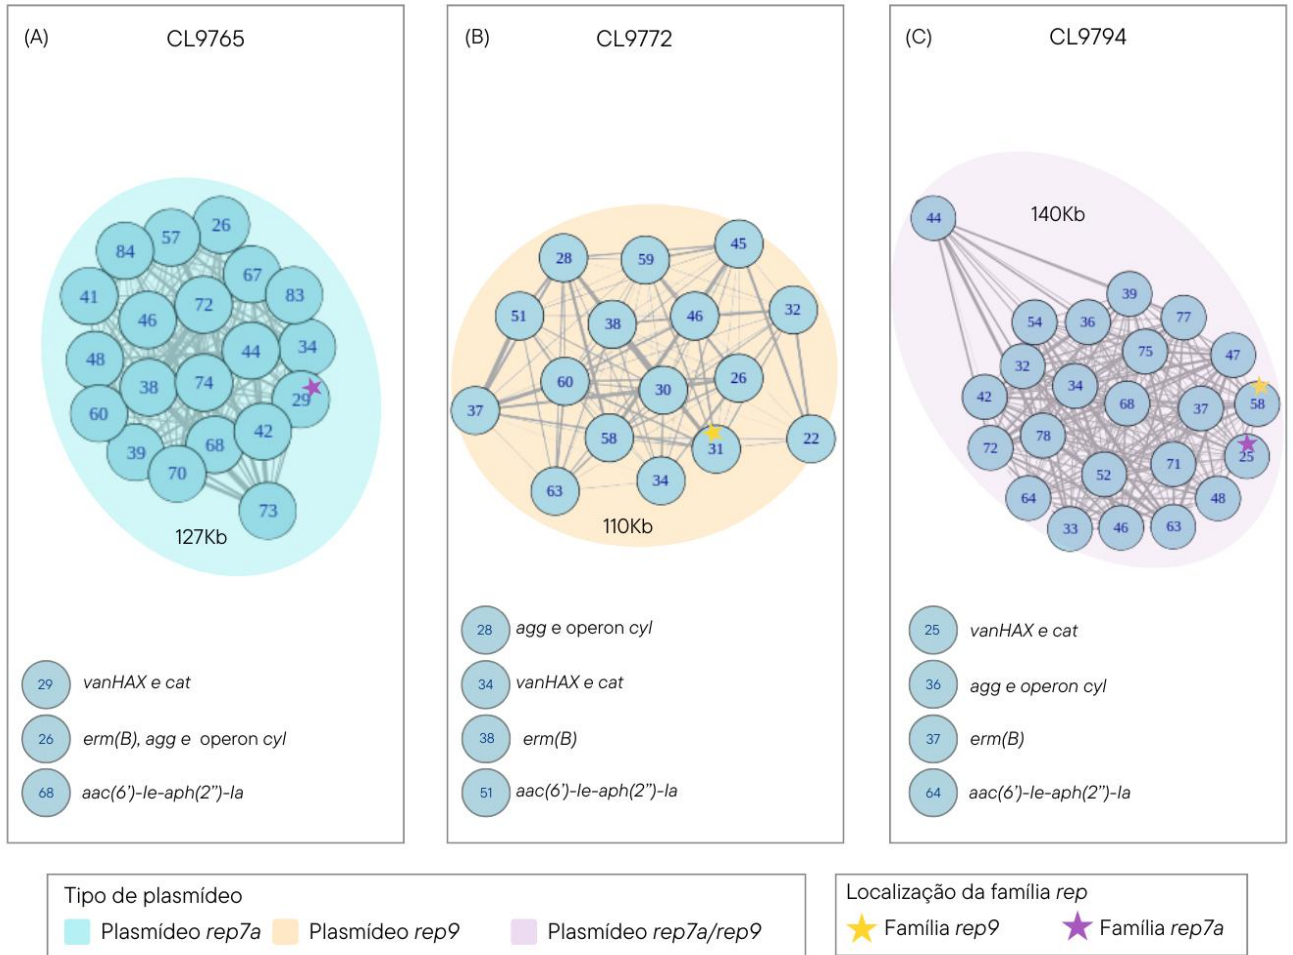 (A) CL9765
26
57
84
67
41
83
72
46
34
44
48
74
38
29
60
42
68
39
70
73
127Kb
29 vanHAX e cat
26 erm(B), agg e operon cyl
68 aac(6’)-Ie-aph(2”)-Ia
(B) CL9772
45
28
59
32
51
46
38
26
60
30
37
58
22
31
34
63
110Kb
28 agg e operon cyl
34 vanHAX e cat
38 erm(B)
51 aac(6’)-Ie-aph(2”)-Ia
(C) CL9794
44
140Kb
39
77
54
36
75
47
32
34
42
68
37
58
78
72
25
71
52
64
48
33
46
63
25 vanHAX e cat
36 agg e operon cyl
37 erm(B)
64 aac(6’)-Ie-aph(2”)-Ia
Tipo de plasmídeo
Plasmídeo rep7a Plasmídeo rep9 Plasmídeo rep7a/rep9
Localização da família rep
Família rep9 Família rep7a